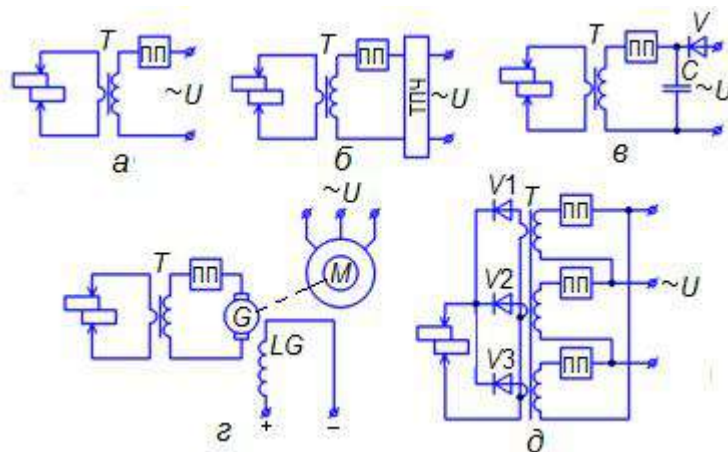 T ПП ~U а
T ПП ТПЧ ~U б
T ПП V C ~U в
~U
T ПП G M LG + – г
V1 T ПП
V2 ПП ~U
V3 ПП
д